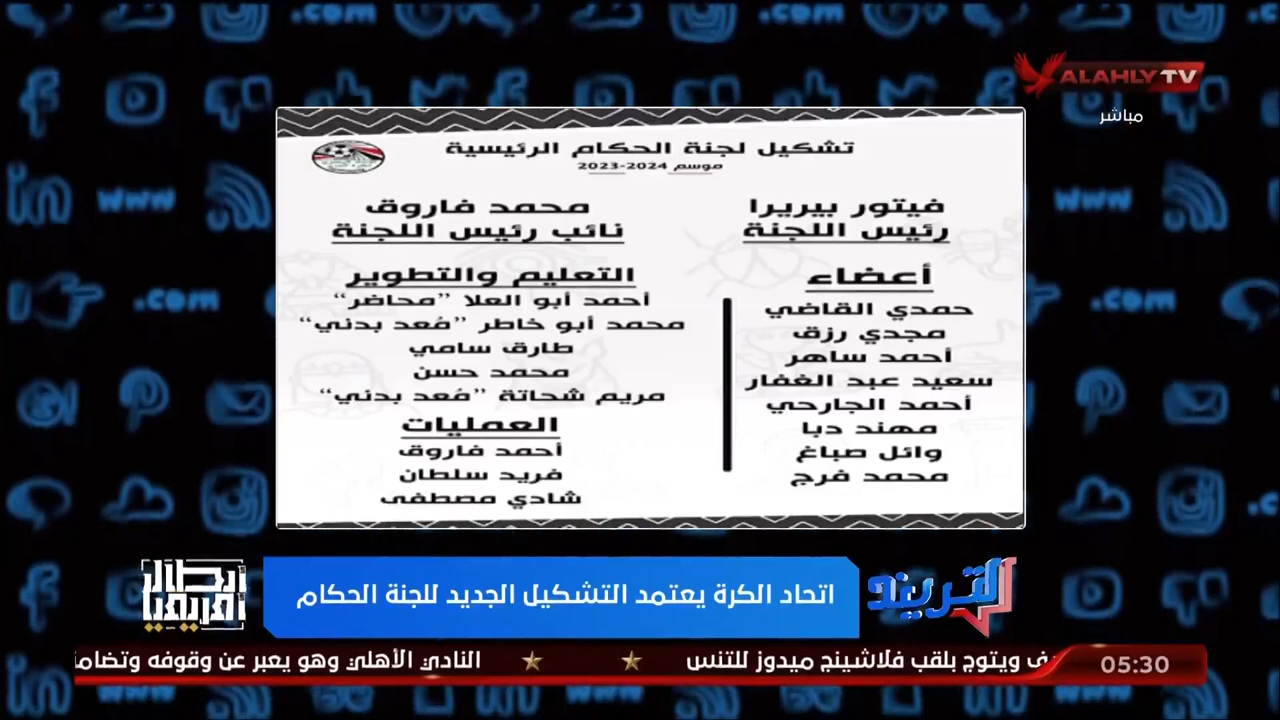 ALAHLY TV
مباشر
تشكيل لجنة الحكام الرئيسية
موسم 2024-2023
فيتور بيريرا
رئيس اللجنة
أعضاء
حمدي القاضي
مجدي رزق
أحمد ساهر
سعيد عبد الغفار
أحمد الجارحي
مهند دبا
وائل صباغ
محمد فرج
محمد فاروق
نائب رئيس اللجنة
التعليم والتطوير
أحمد أبو العلا "محاضر"
محمد أبو خاطر "مُعد بدني"
طارق سامي
محمد حسن
مريم شحاتة "مُعد بدني"
العمليات
أحمد فاروق
فريد سلطان
شادي مصطفى
التريند
اتحاد الكرة يعتمد التشكيل الجديد للجنة الحكام
أبطال
أفريقيا
05:30
ويتوج بلقب فلاشينج ميدوز للتنس
النادي الأهلي وهو يعبر عن وقوفه وتضام